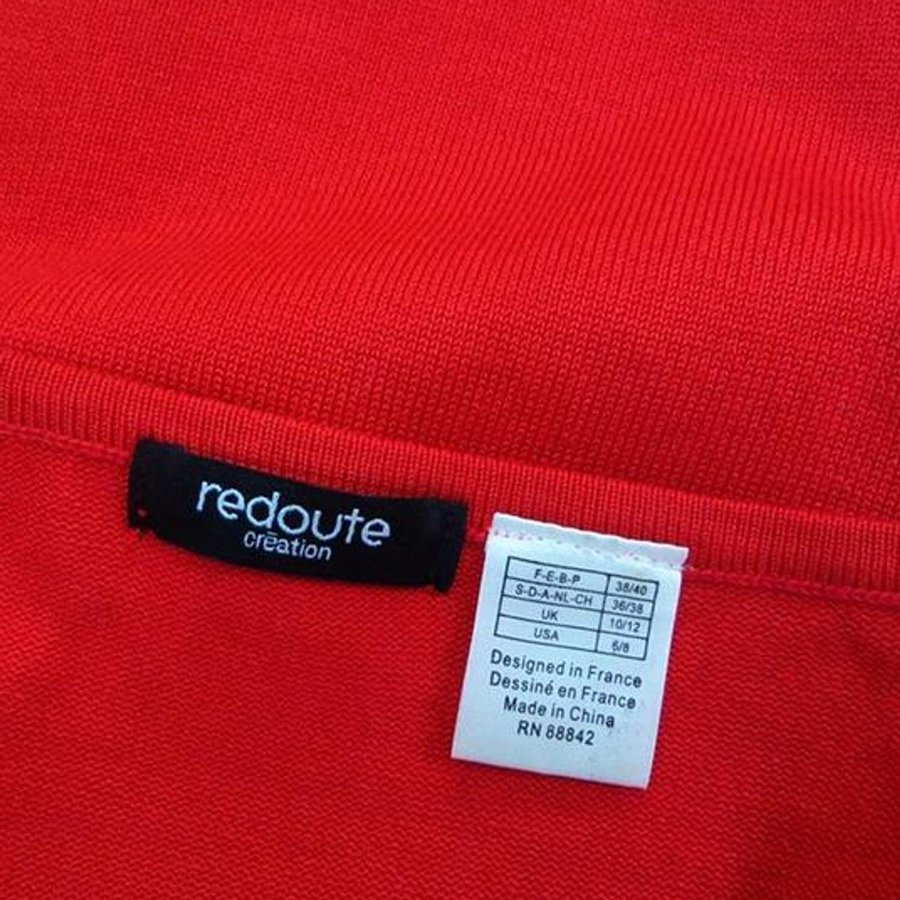 redoute
crēation
F-E-B-P 38/40
S-D-A-NL-CH 36/38
UK 10/12
USA 6/8
Designed in France
Dessiné en France
Made in China
RN 88842